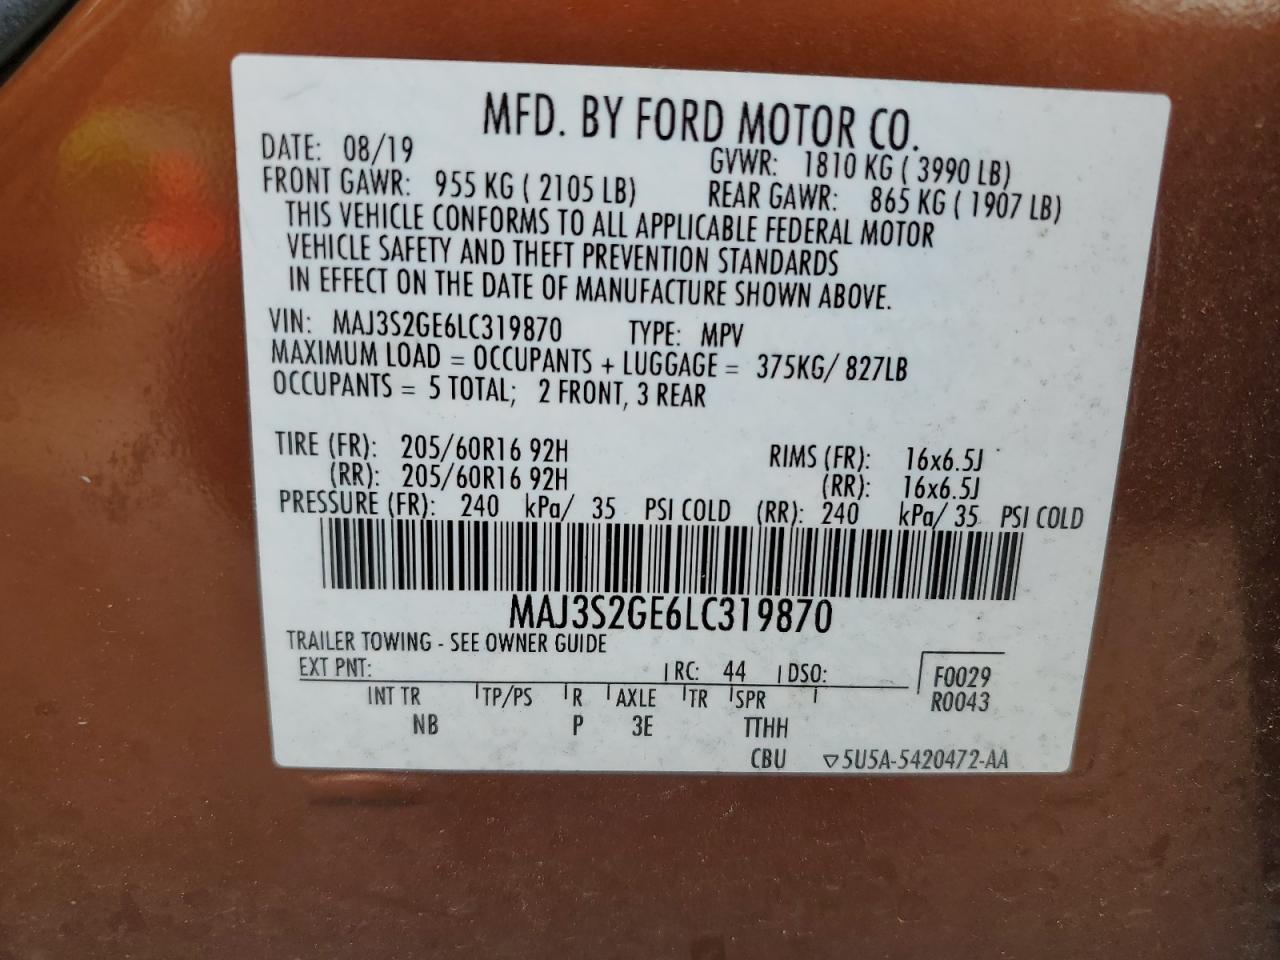 MFD. BY FORD MOTOR CO.
DATE: 08/19 GVWR: 1810 KG ( 3990 LB)
FRONT GAWR: 955 KG ( 2105 LB) REAR GAWR: 865 KG ( 1907 LB)
THIS VEHICLE CONFORMS TO ALL APPLICABLE FEDERAL MOTOR
VEHICLE SAFETY AND THEFT PREVENTION STANDARDS
IN EFFECT ON THE DATE OF MANUFACTURE SHOWN ABOVE.
VIN: MAJ3S2GE6LC319870 TYPE: MPV
MAXIMUM LOAD = OCCUPANTS + LUGGAGE = 375KG/ 827LB
OCCUPANTS = 5 TOTAL; 2 FRONT, 3 REAR
TIRE (FR): 205/60R16 92H RIMS (FR): 16x6.5J
(RR): 205/60R16 92H (RR): 16x6.5J
PRESSURE (FR): 240 kPa/ 35 PSI COLD (RR): 240 kPa/ 35 PSI COLD
MAJ3S2GE6LC319870
TRAILER TOWING - SEE OWNER GUIDE
EXT PNT: RC: 44 DSO: F0029
R0043
INT TR TP/PS R AXLE TR SPR
NB P 3E TTHH
CBU ▽5U5A-5420472-AA